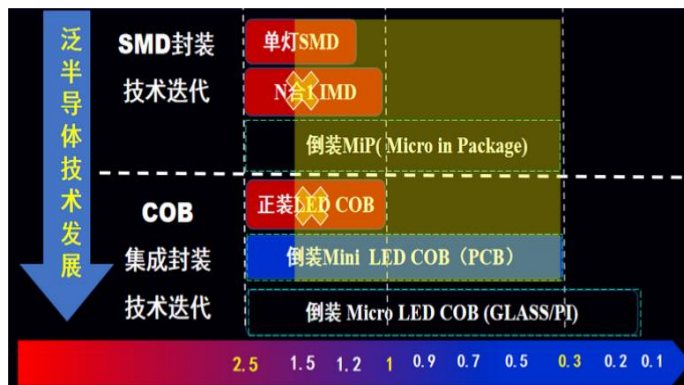 泛半导体技术发展
SMD封装
技术迭代
单灯SMD
N合1 IMD
倒装MiP( Micro in Package)
COB
集成封装
技术迭代
正装LED COB
倒装Mini LED COB（PCB）
倒装 Micro LED COB (GLASS/PI)
2.5 1.5 1.2 1 0.9 0.7 0.5 0.3 0.2 0.1